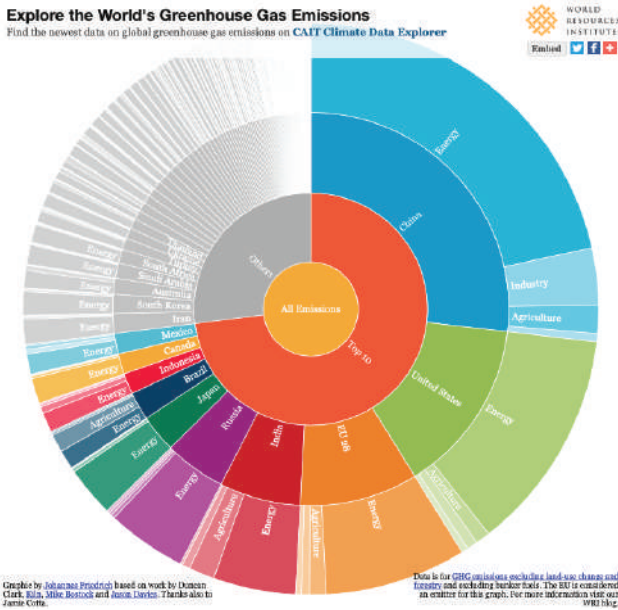 Explore the World's Greenhouse Gas Emissions
Find the newest data on global greenhouse gas emissions on CAIT Climate Data Explorer
WORLD
RESOURCES
INSTITUTE
Embed
Energy
China
Industry
Agriculture
Others
All Emissions
Top 10
United States
Energy
Agriculture
EU 28
Energy
Agriculture
India
Energy
Agriculture
Russia
Energy
Japan
Energy
Brazil
Energy
Agriculture
Indonesia
Energy
Canada
Energy
Mexico
Energy
Iran
Energy
South Korea
Energy
Australia
Energy
Saudi Arabia
Energy
South Africa
Energy
Turkey
Ukraine
Thailand
Graphic by Johannes Friedrich based on work by Duncan
Clark, Kiln, Mike Bostock and Jason Davies. Thanks also to
Jamie Cotta.
Data is for GHG emissions excluding land-use change and
forestry and excluding bunker fuels. The EU is considered
an emitter for this graph. For more information visit our
WRI blog.